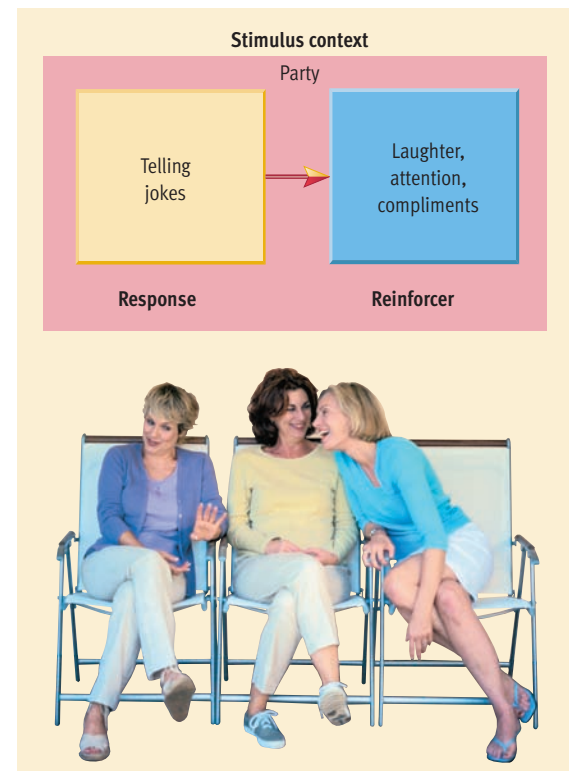 Stimulus context
Party
Telling
jokes
Laughter,
attention,
compliments
Response
Reinforcer